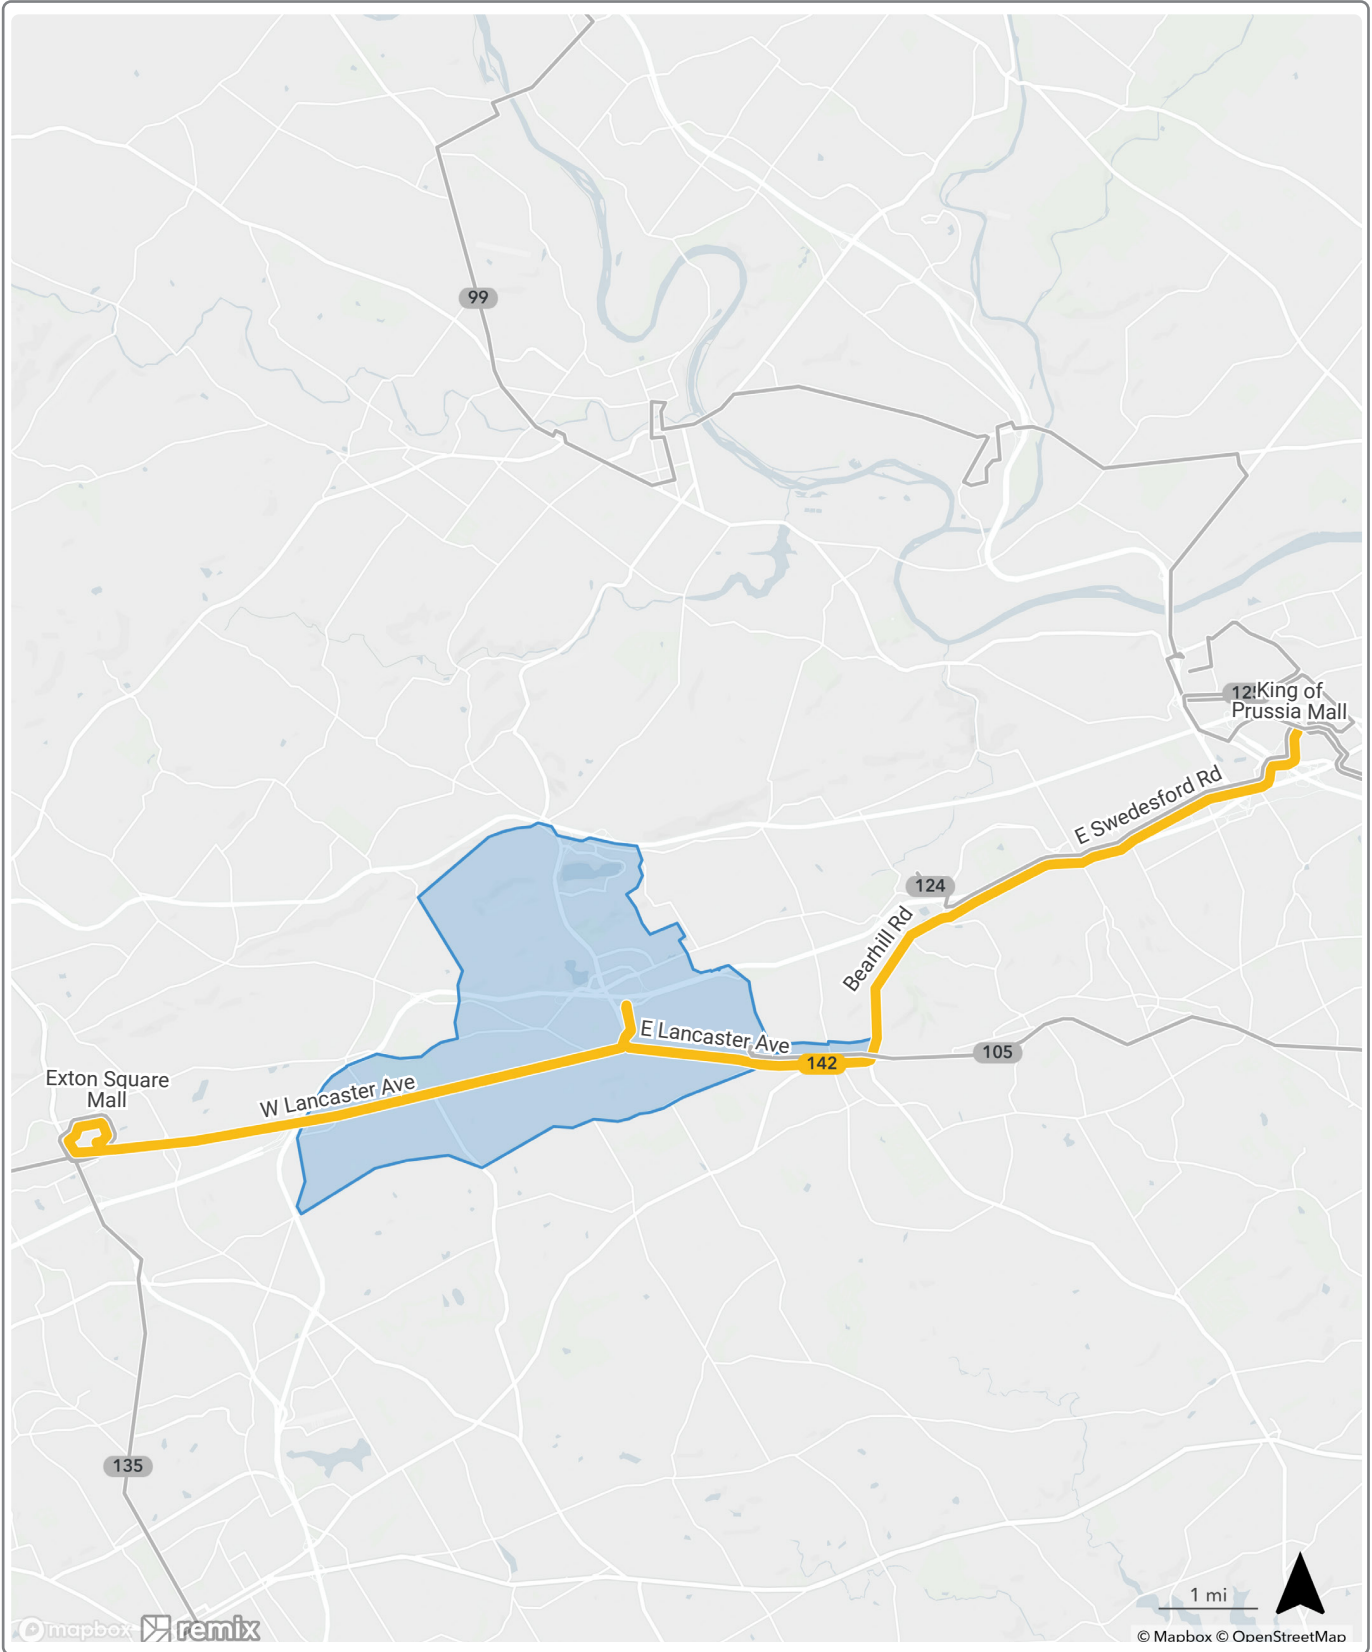 99
King of
Prussia Mall
E Swedesford Rd
124
Bearhill Rd
E Lancaster Ave
142
105
Exton Square
Mall
W Lancaster Ave
135
1 mi
mapbox remix
© Mapbox © OpenStreetMap